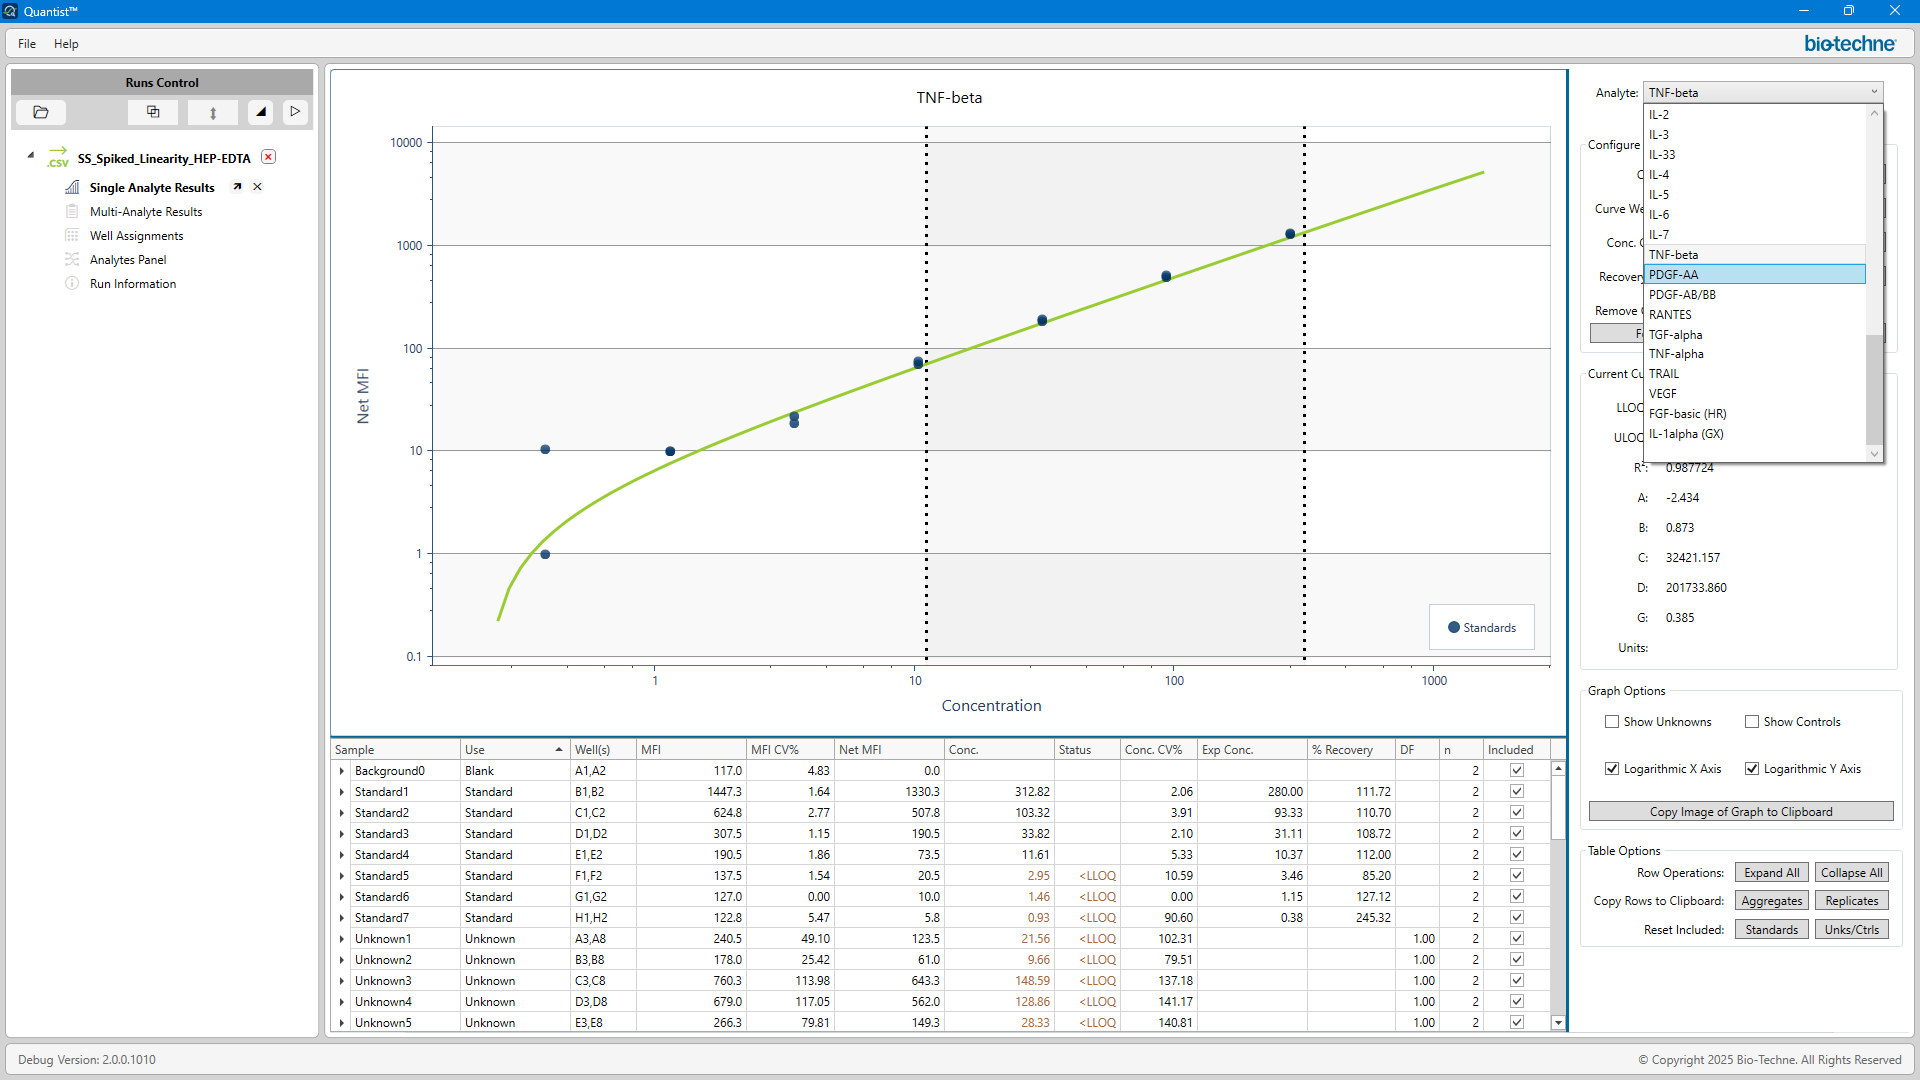 Quantist™
File Help
bio-techne
Runs Control
.CSV SS_Spiked_Linearity_HEP-EDTA
Single Analyte Results
Multi-Analyte Results
Well Assignments
Analytes Panel
Run Information
TNF-beta
10000
1000
100
10
1
0.1
Net MFI
1 10 100 1000
Concentration
Standards
Analyte: TNF-beta
IL-2
IL-3
IL-33
IL-4
IL-5
IL-6
IL-7
TNF-beta
PDGF-AA
PDGF-AB/BB
RANTES
TGF-alpha
TNF-alpha
TRAIL
VEGF
FGF-basic (HR)
IL-1alpha (GX)
Configure
Conc.
Recovery
Remove
LLOQ
ULOQ
R²: 0.987724
A: -2.434
B: 0.873
C: 32421.157
D: 201733.860
G: 0.385
Units:
Graph Options
Show Unknowns Show Controls
Logarithmic X Axis Logarithmic Y Axis
Copy Image of Graph to Clipboard
Table Options
Row Operations: Expand All Collapse All
Copy Rows to Clipboard: Aggregates Replicates
Reset Included: Standards Unks/Ctrls
Sample Use Well(s) MFI MFI CV% Net MFI Conc. Status Conc. CV% Exp Conc. % Recovery DF n Included
Background0 Blank A1,A2 117.0 4.83 0.0 2
Standard1 Standard B1,B2 1447.3 1.64 1330.3 312.82 2.06 280.00 111.72 2
Standard2 Standard C1,C2 624.8 2.77 507.8 103.32 3.91 93.33 110.70 2
Standard3 Standard D1,D2 307.5 1.15 190.5 33.82 2.10 31.11 108.72 2
Standard4 Standard E1,E2 190.5 1.86 73.5 11.61 5.33 10.37 112.00 2
Standard5 Standard F1,F2 137.5 1.54 20.5 2.95 <LLOQ 10.59 3.46 85.20 2
Standard6 Standard G1,G2 127.0 0.00 10.0 1.46 <LLOQ 0.00 1.15 127.12 2
Standard7 Standard H1,H2 122.8 5.47 5.8 0.93 <LLOQ 90.60 0.38 245.32 2
Unknown1 Unknown A3,A8 240.5 49.10 123.5 21.56 <LLOQ 102.31 1.00 2
Unknown2 Unknown B3,B8 178.0 25.42 61.0 9.66 <LLOQ 79.51 1.00 2
Unknown3 Unknown C3,C8 760.3 113.98 643.3 148.59 <LLOQ 137.18 1.00 2
Unknown4 Unknown D3,D8 679.0 117.05 562.0 128.86 <LLOQ 141.17 1.00 2
Unknown5 Unknown E3,E8 266.3 79.81 149.3 28.33 <LLOQ 140.81 1.00 2
Debug Version: 2.0.0.1010
© Copyright 2025 Bio-Techne. All Rights Reserved